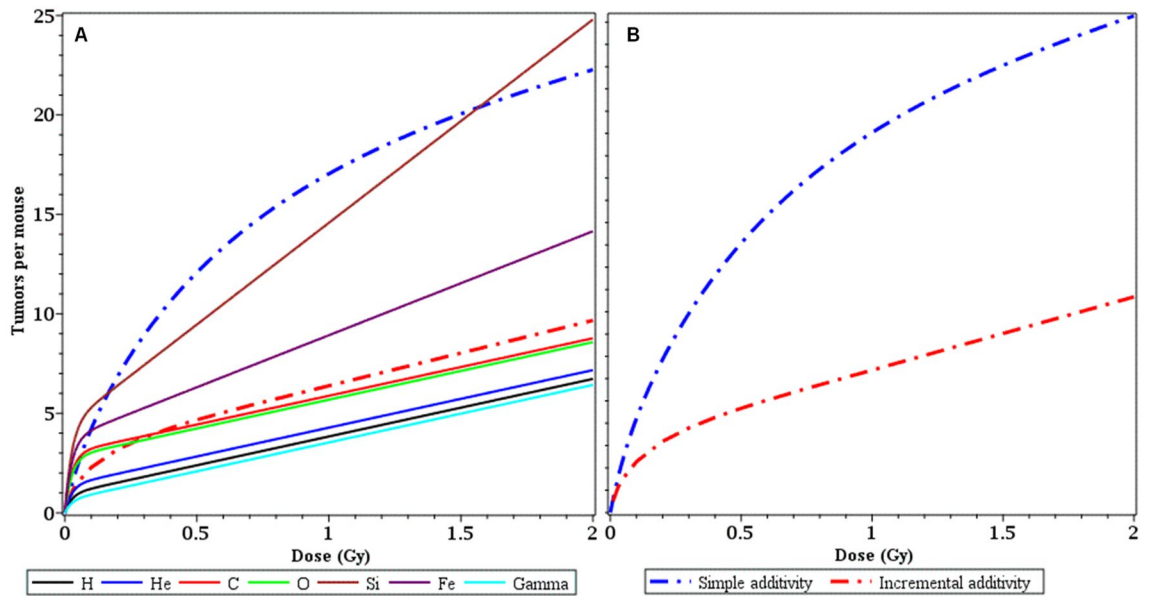 A
B
25
20
15
10
5
0
Tumors per mouse
0 0.5 1 1.5 2
0 0.5 1 1.5 2
Dose (Gy)
Dose (Gy)
H He C O Si Fe Gamma
Simple additivity Incremental additivity